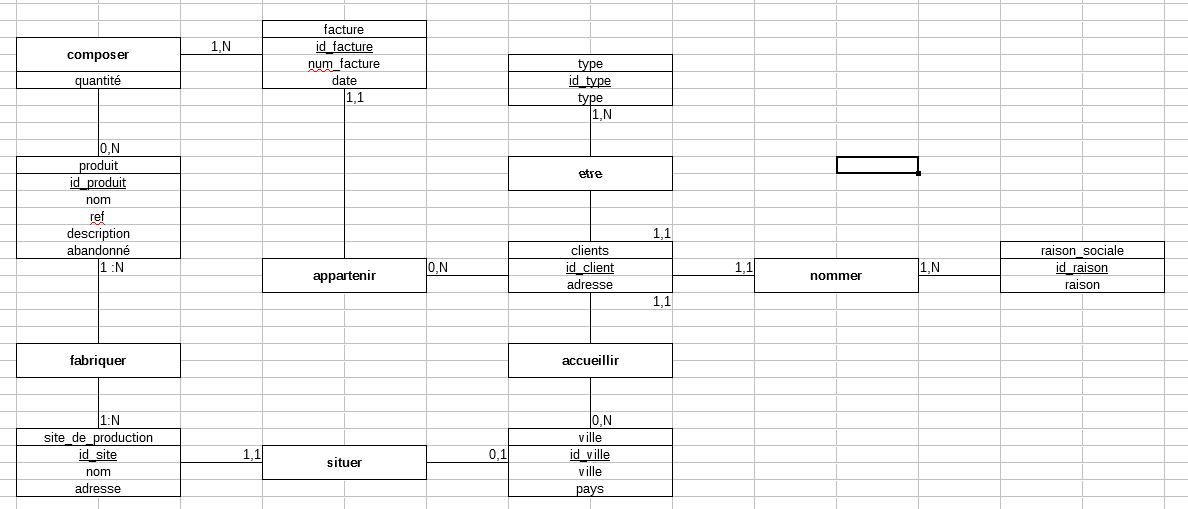 facture
composer
1,N
id_facture
num_facture
quantité
date
type
id_type
type
1,1
1,N
0,N
produit
id_produit
nom
ref
description
abandonné
etre
1,1
1 :N
appartenir
0,N
clients
id_client
adresse
1,1
nommer
1,N
raison_sociale
id_raison
raison
1,1
fabriquer
accueillir
1:N
0,N
site_de_production
id_site
nom
adresse
1,1
situer
0,1
ville
id_ville
ville
pays